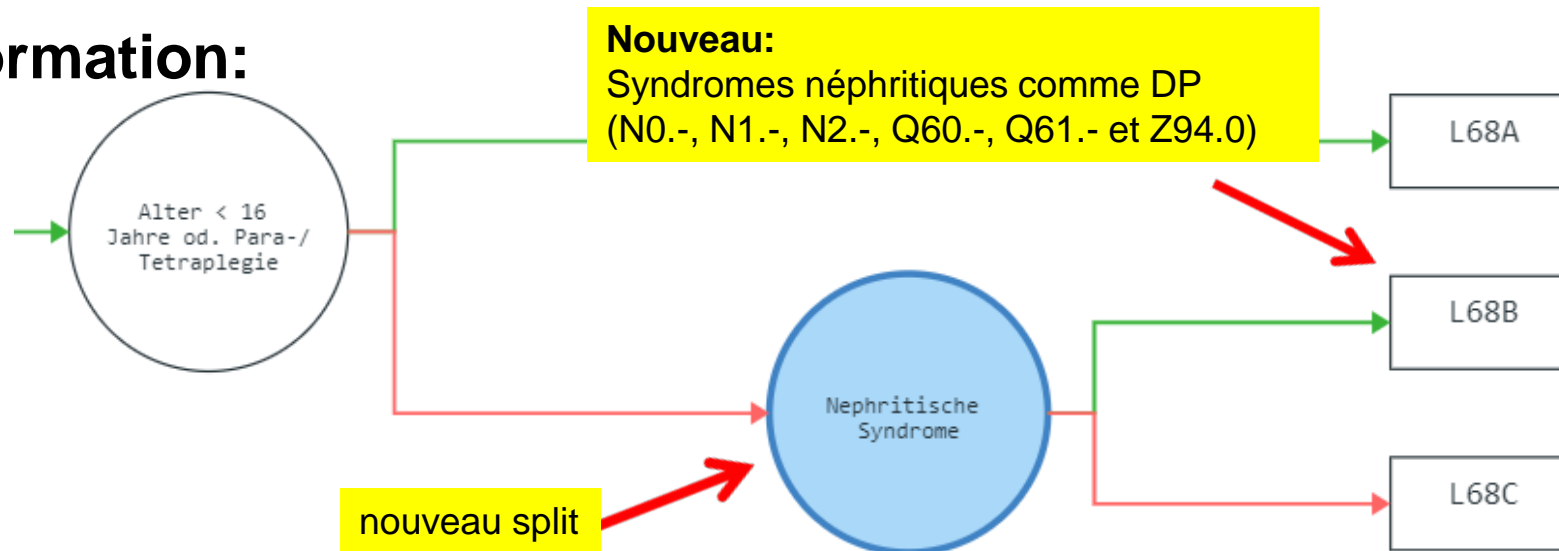 ormation:
Nouveau:
Syndromes néphritiques comme DP
(N0.-, N1.-, N2.-, Q60.-, Q61.- et Z94.0)
L68A
Alter < 16
Jahre od. Para-/
Tetraplegie
L68B
Nephritische
Syndrome
L68C
nouveau split